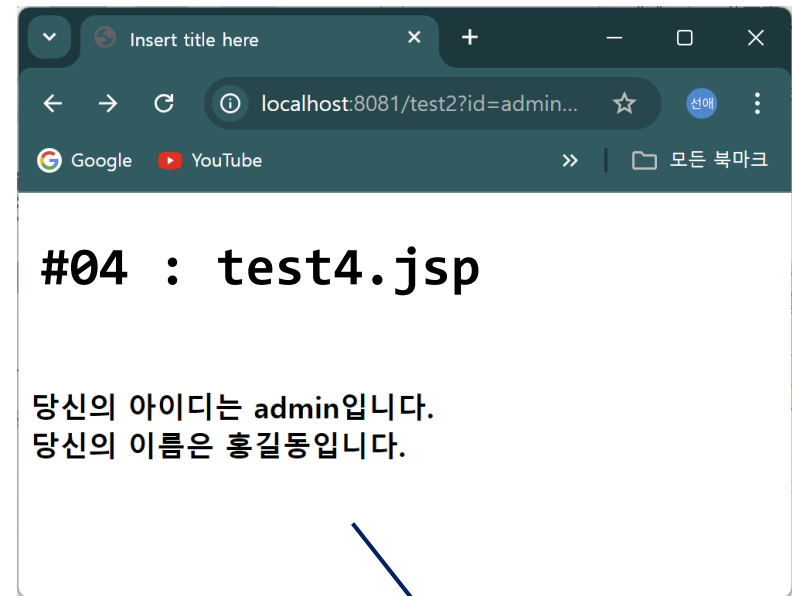 Insert title here
localhost:8081/test2?id=admin...
선애
Google YouTube 모든 북마크
#04 : test4.jsp
당신의 아이디는 admin입니다.
당신의 이름은 홍길동입니다.